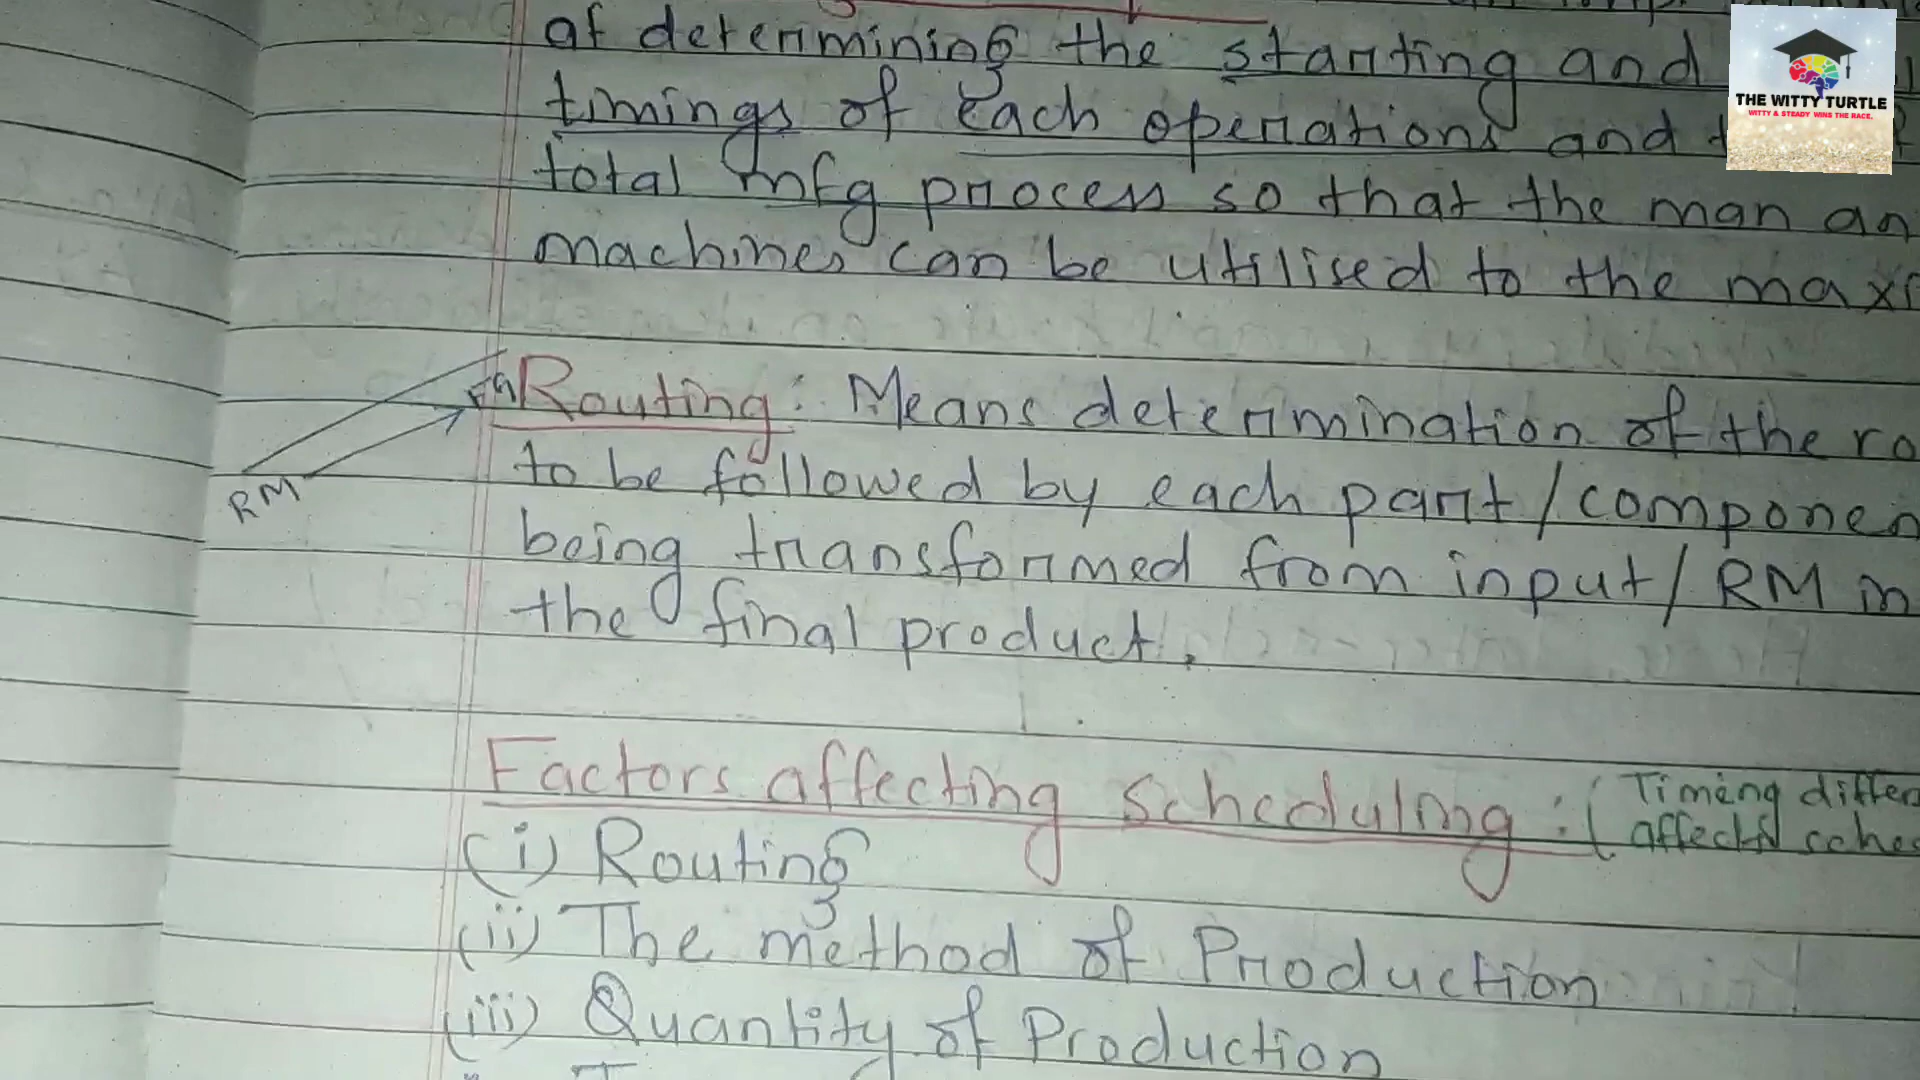 of determining the starting and
timings of each operations and
total mfg process so that the man an
machines can be utilised to the max
FG Routing: Means determination of the ro
to be followed by each part/componen
RM
being transformed from input/RM in
the final product.
Factors affecting scheduling: (Timing differ
affects sche
(i) Routing
(ii) The method of Production
(iii) Quantity of Production
THE WITTY TURTLE
WITTY & STEADY WINS THE RACE.